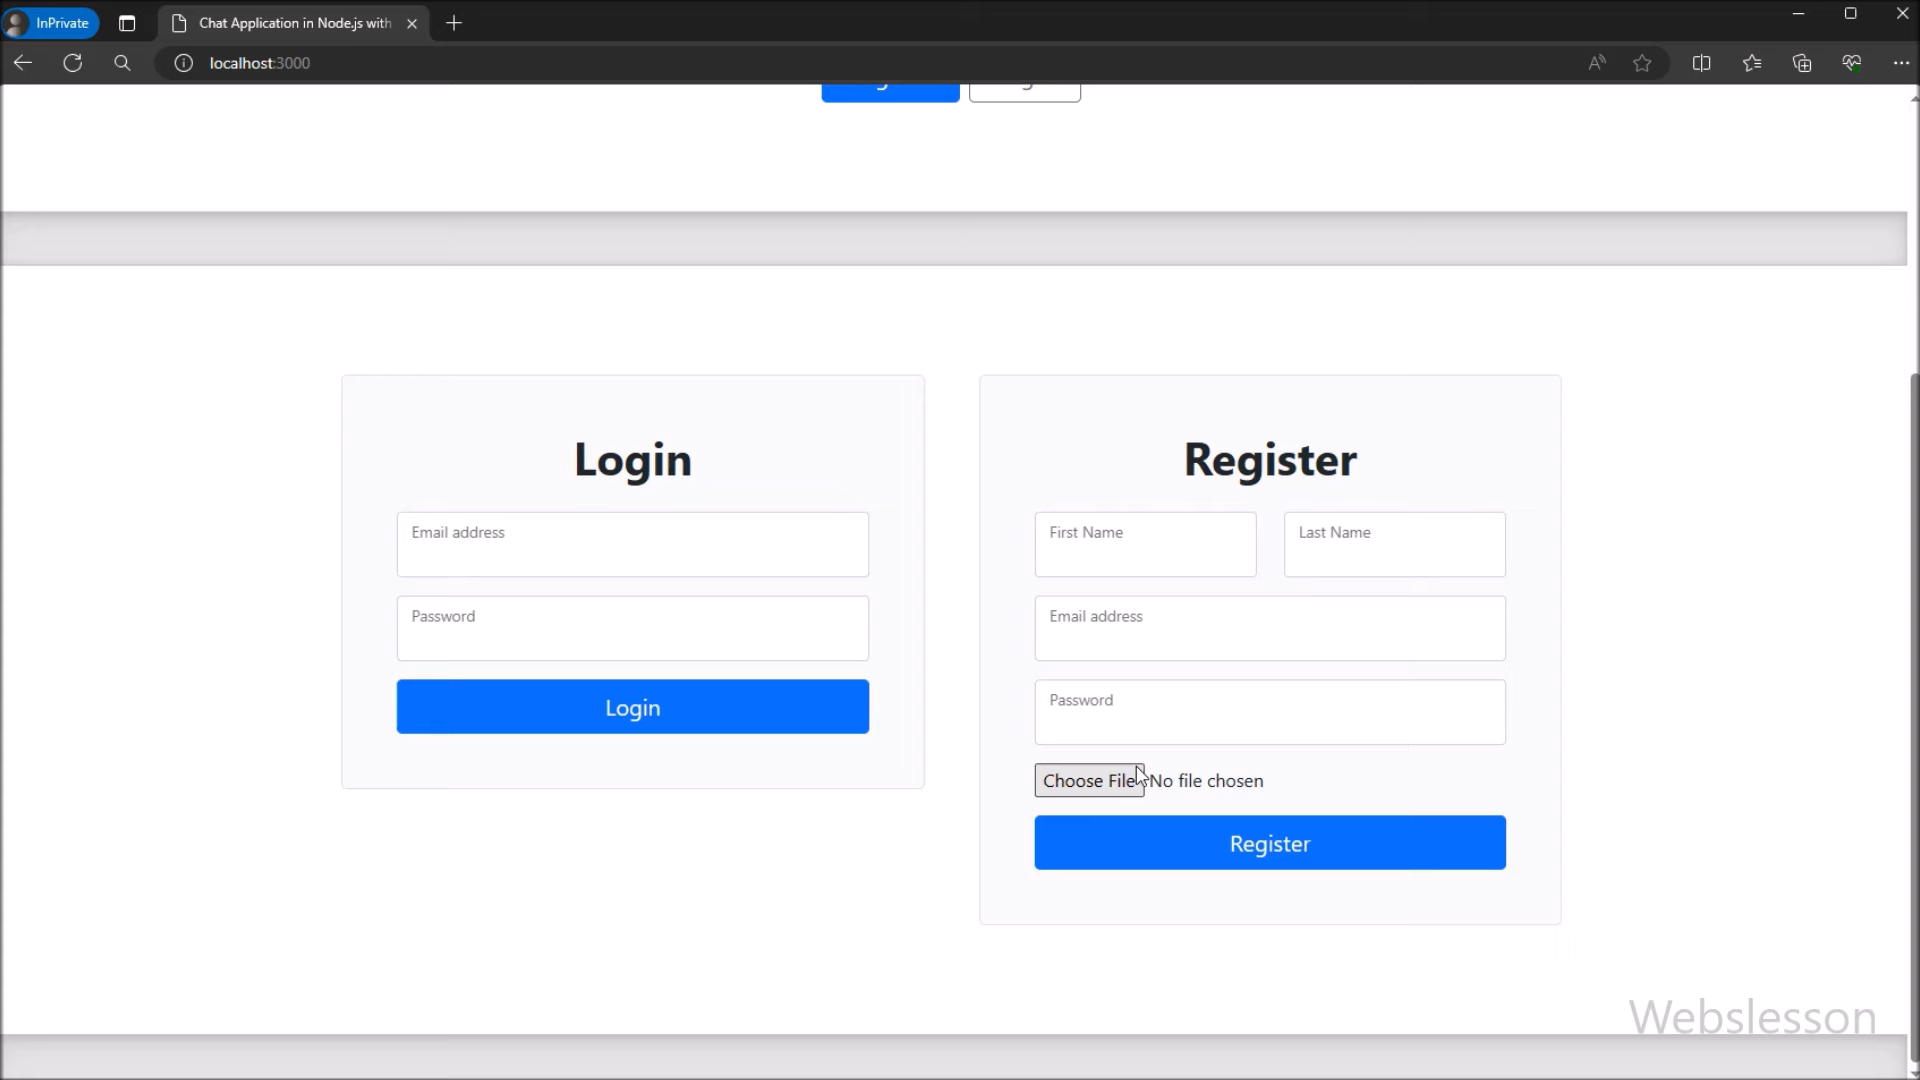 InPrivate
Chat Application in Node.js with
localhost:3000
Login
Email address
Password
Login
Register
First Name
Last Name
Email address
Password
Choose File
No file chosen
Register
Webslesson